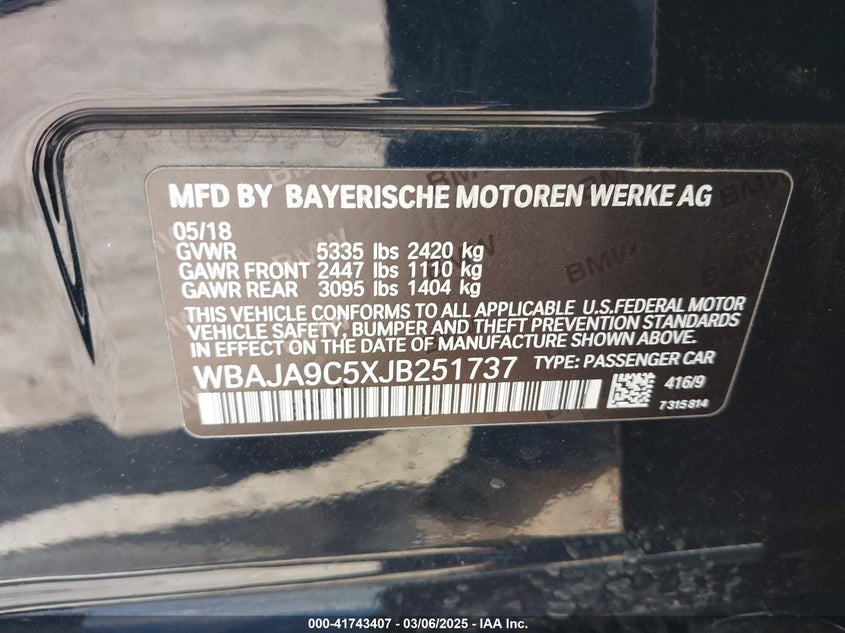 MFD BY BAYERISCHE MOTOREN WERKE AG
05/18
GVWR 5335 lbs 2420 kg
GAWR FRONT 2447 lbs 1110 kg
GAWR REAR 3095 lbs 1404 kg
THIS VEHICLE CONFORMS TO ALL APPLICABLE U.S.FEDERAL MOTOR
VEHICLE SAFETY, BUMPER AND THEFT PREVENTION STANDARDS
IN EFFECT ON THE DATE OF MANUFACTURE SHOWN ABOVE.
WBAJA9C5XJB251737 TYPE: PASSENGER CAR
416/9
7315814
000-41743407 - 03/06/2025 - IAA Inc.